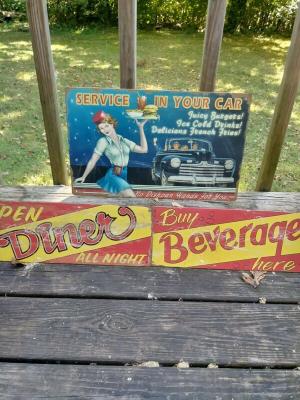 SERVICE IN YOUR CAR
Juicy Burgers!
Ice Cold Drinks!
Delicious French Fries!
OPEN
Diner
ALL NIGHT
Buy
Beverage
here